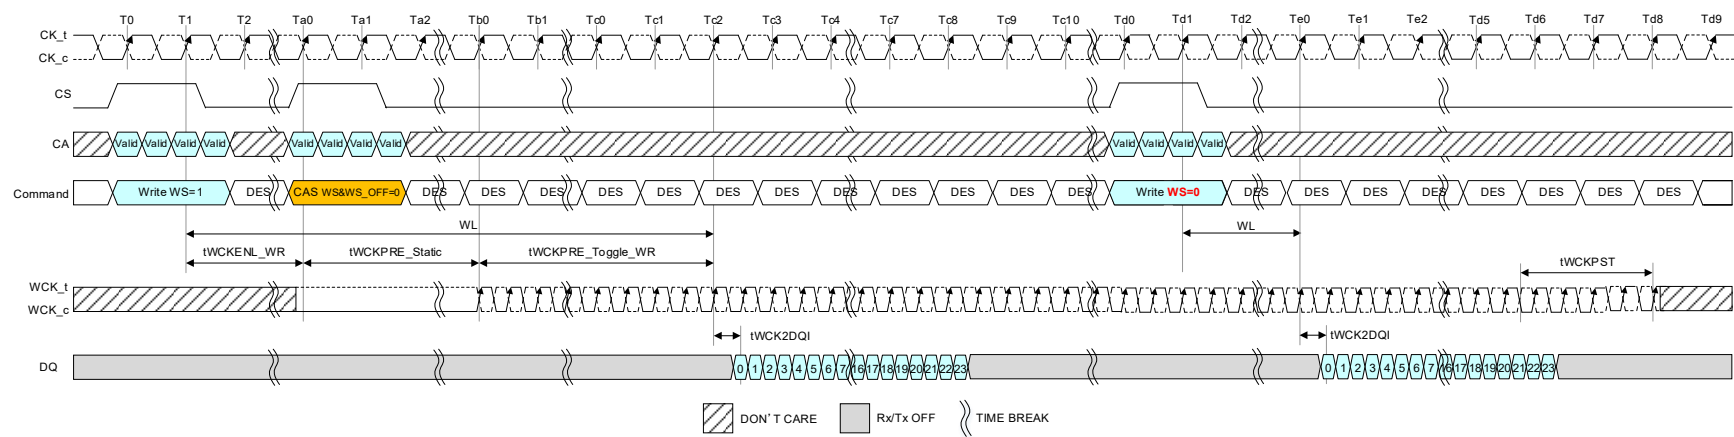 T0 T1 T2 Ta0 Ta1 Ta2 Tb0 Tb1 Tc0 Tc1 Tc2 Tc3 Tc4 Tc7 Tc8 Tc9 Tc10 Td0 Td1 Td2 Te0 Te1 Te2 Td5 Td6 Td7 Td8 Td9
CK_t
CK_c
CS
CA Valid Valid Valid Valid Valid Valid Valid Valid Valid Valid Valid Valid
Command Write WS=1 DES CAS WS&WS_OFF=0 DES DES DES DES DES DES DES DES DES DES DES DES Write WS=0 DES DES DES DES DES DES DES DES
WL WL
tWCKENL_WR tWCKPRE_Static tWCKPRE_Toggle_WR tWCKPST
WCK_t
WCK_c
tWCK2DQI tWCK2DQI
DQ 0 1 2 3 4 5 6 7 16 17 18 19 20 21 22 23 0 1 2 3 4 5 6 7 16 17 18 19 20 21 22 23
DON'T CARE Rx/Tx OFF TIME BREAK